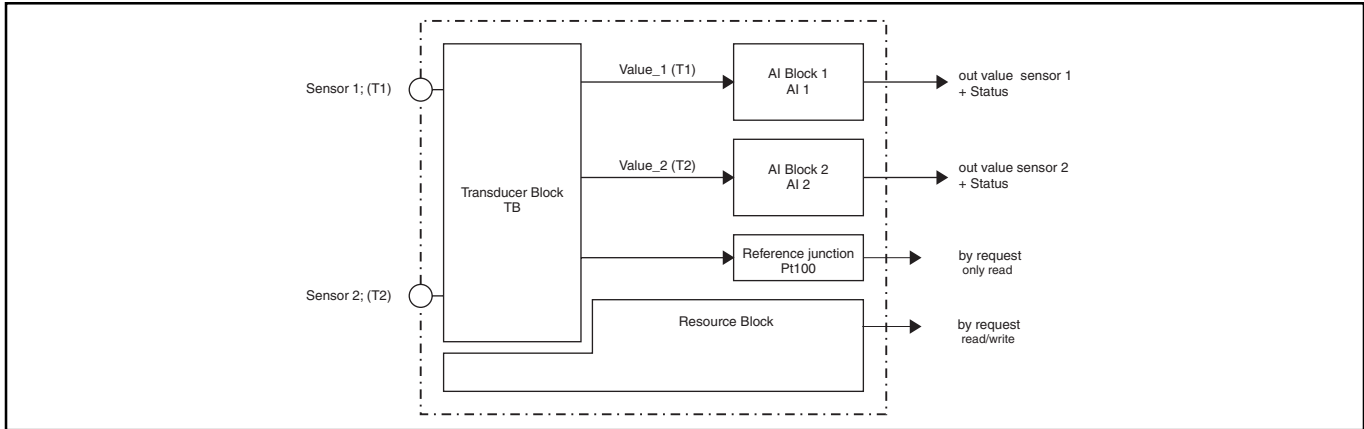 Sensor 1; (T1)
Sensor 2; (T2)
Transducer Block
TB
Value_1 (T1)
Value_2 (T2)
AI Block 1
AI 1
AI Block 2
AI 2
Reference junction
Pt100
Resource Block
out value sensor 1
+ Status
out value sensor 2
+ Status
by request
only read
by request
read/write